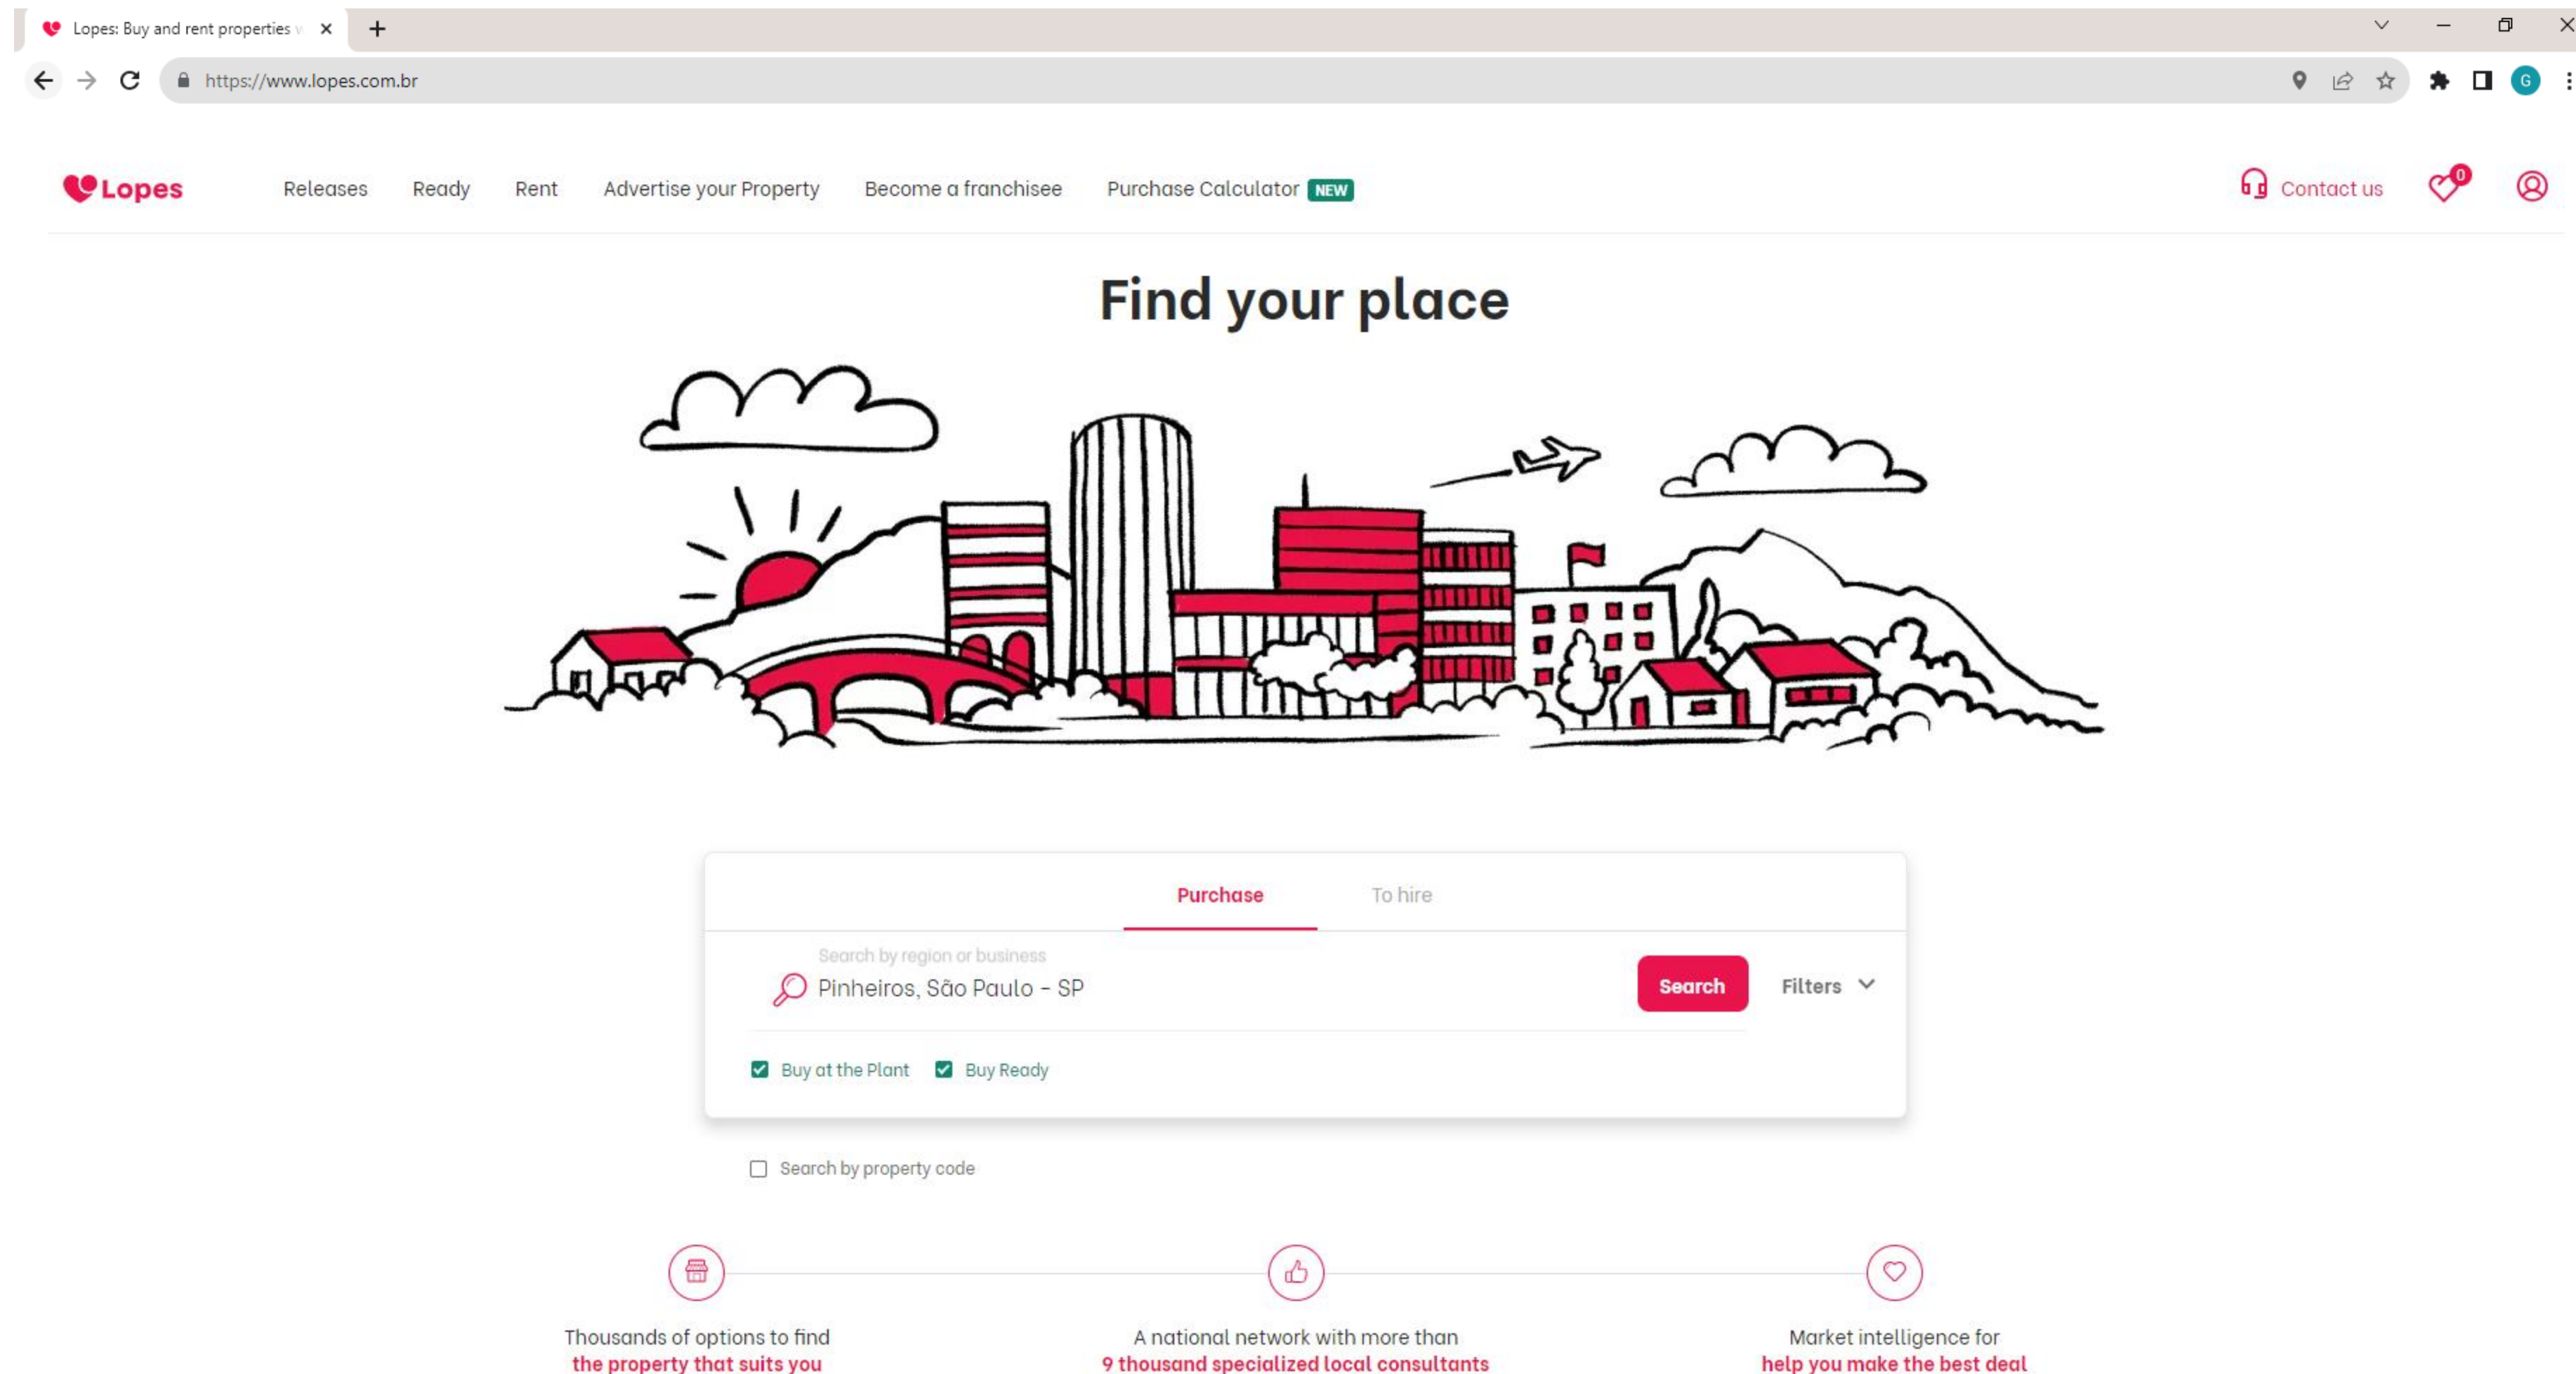 Lopes: Buy and rent properties w
https://www.lopes.com.br
G
Lopes
Releases
Ready
Rent
Advertise your Property
Become a franchisee
Purchase Calculator NEW
Contact us
0
Find your place
Purchase
To hire
Search by region or business
Pinheiros, São Paulo - SP
Search
Filters
Buy at the Plant
Buy Ready
Search by property code
Thousands of options to find
the property that suits you
A national network with more than
9 thousand specialized local consultants
Market intelligence for
help you make the best deal